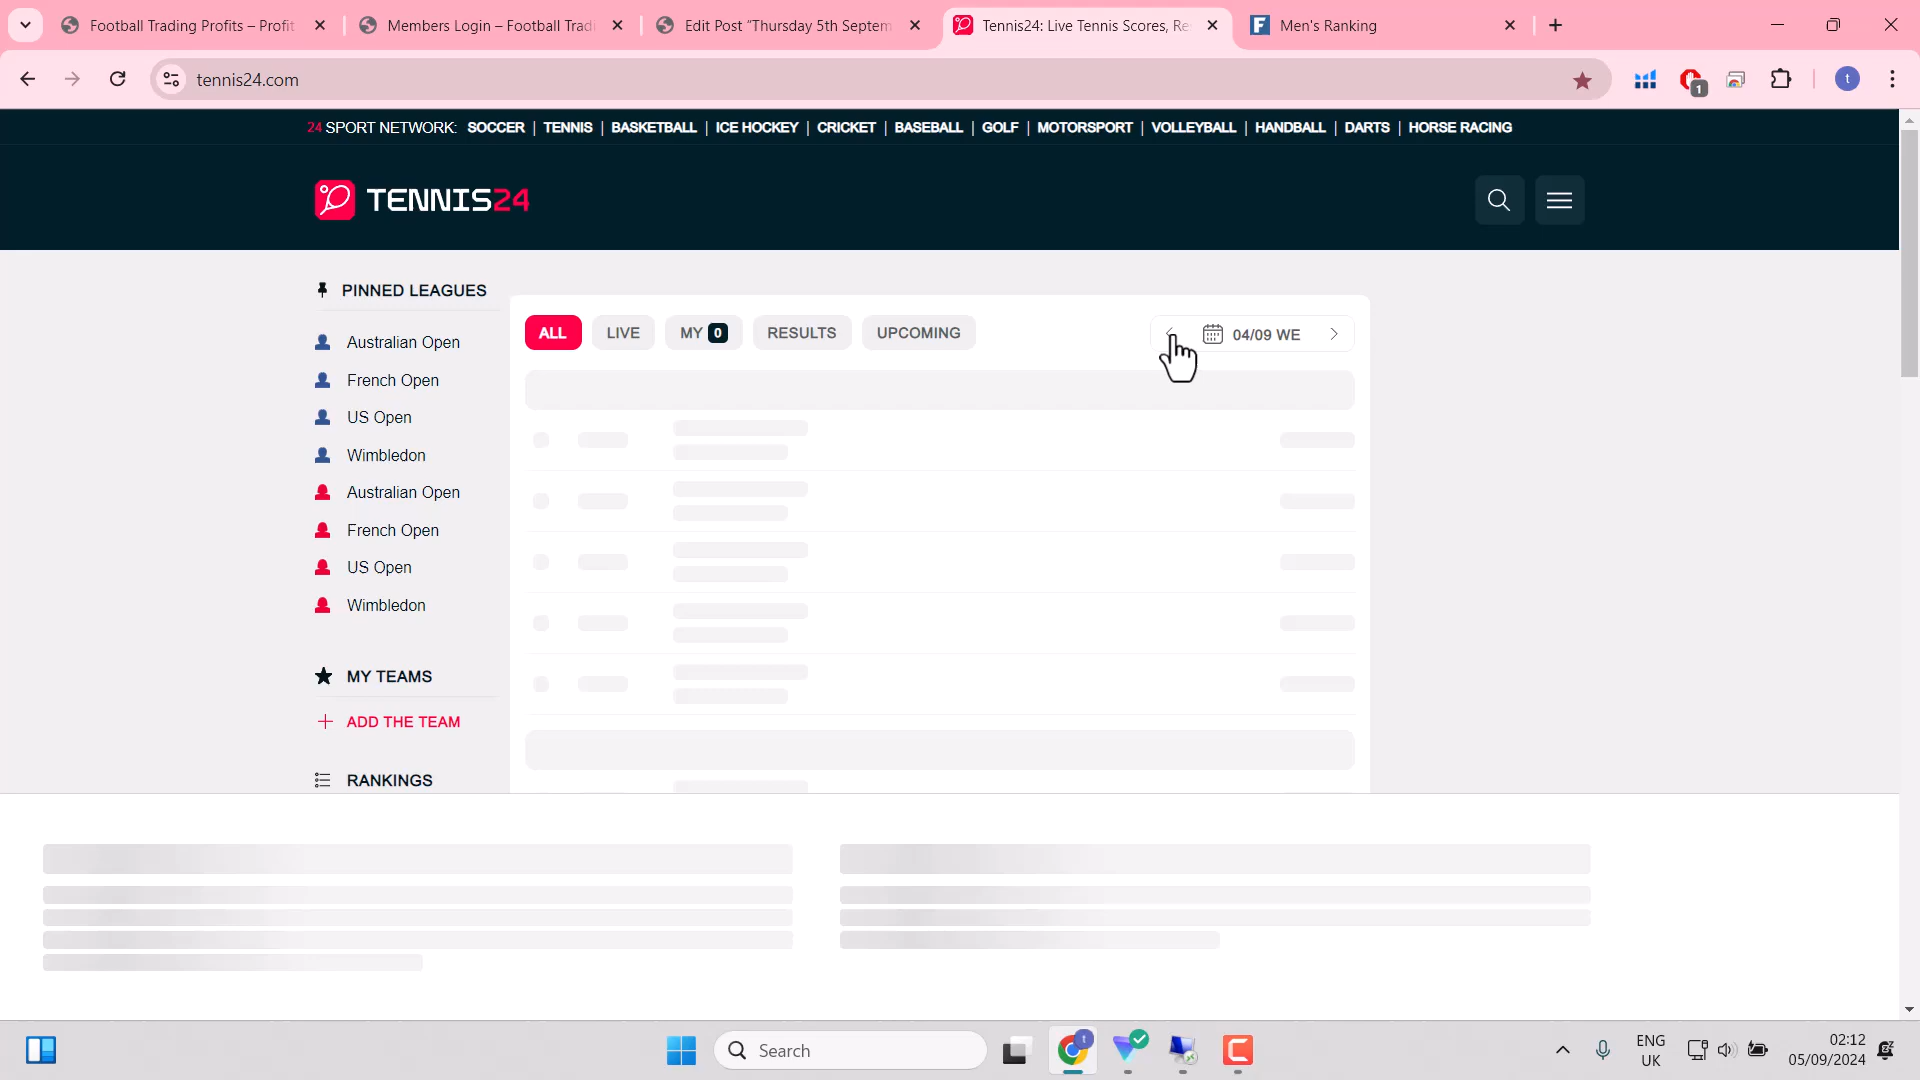 Football Trading Profits – Profit
Members Login – Football Tradi
Edit Post “Thursday 5th Septem
Tennis24: Live Tennis Scores, Re
Men's Ranking
tennis24.com
1
t
24 SPORT NETWORK: SOCCER | TENNIS | BASKETBALL | ICE HOCKEY | CRICKET | BASEBALL | GOLF | MOTORSPORT | VOLLEYBALL | HANDBALL | DARTS | HORSE RACING
TENNIS24
PINNED LEAGUES
Australian Open
French Open
US Open
Wimbledon
Australian Open
French Open
US Open
Wimbledon
MY TEAMS
ADD THE TEAM
RANKINGS
ALL LIVE MY 0 RESULTS UPCOMING
04/09 WE
Search
t
ENG
UK
02:12
05/09/2024